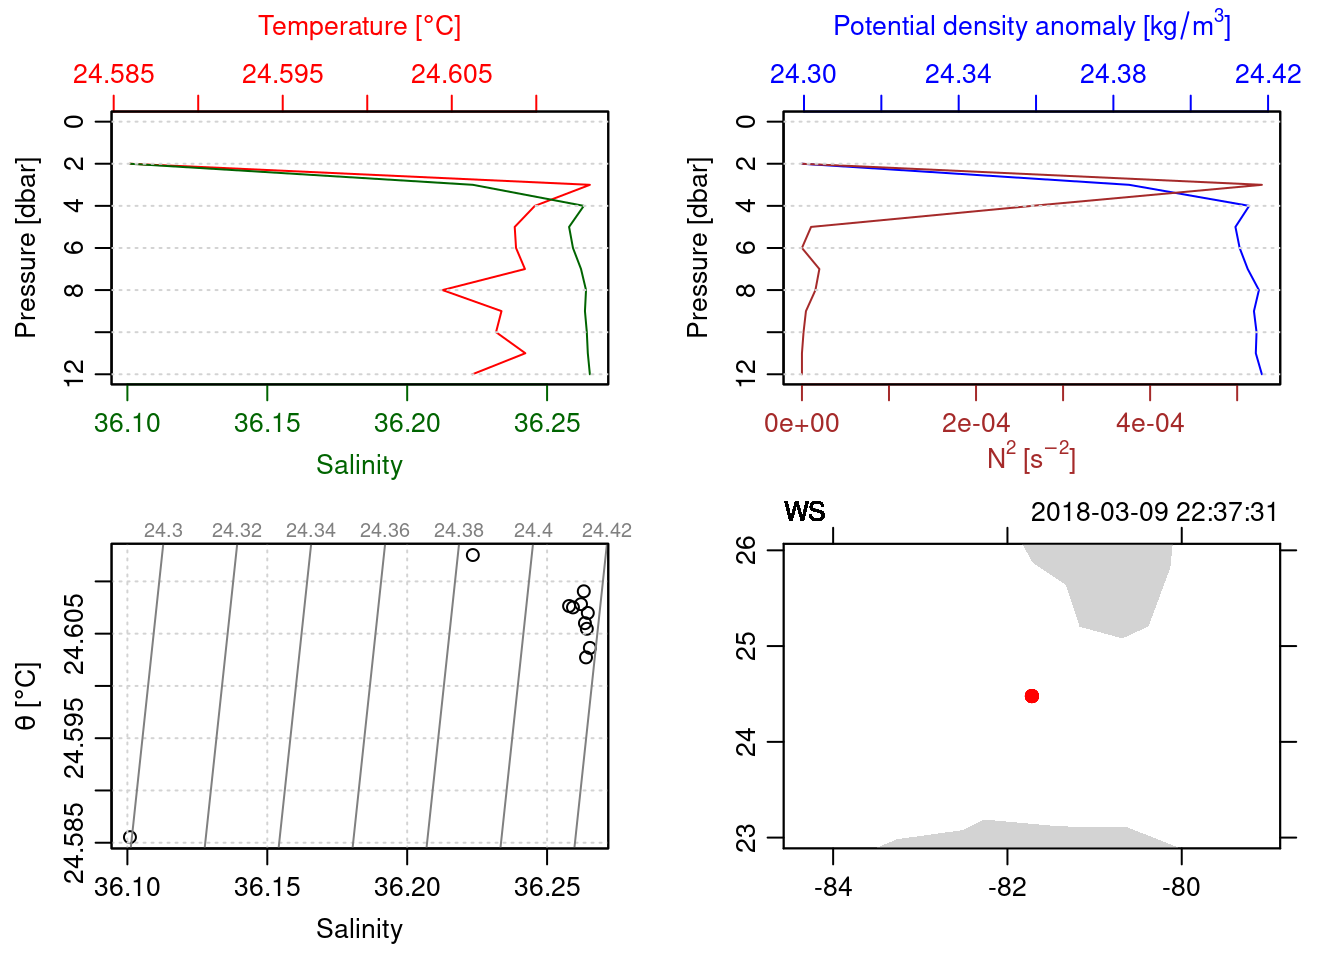 Temperature [°C]
24.585 24.595 24.605
0
2
4
6
8
12
Pressure [dbar]
36.10 36.15 36.20 36.25
Salinity
Potential density anomaly [kg/m³]
24.30 24.34 24.38 24.42
0
2
4
6
8
12
Pressure [dbar]
0e+00 2e-04 4e-04
N² [s⁻²]
24.3 24.32 24.34 24.36 24.38 24.4 24.42
24.605
24.595
24.585
θ [°C]
36.10 36.15 36.20 36.25
Salinity
WS 2018-03-09 22:37:31
26
25
24
23
-84 -82 -80